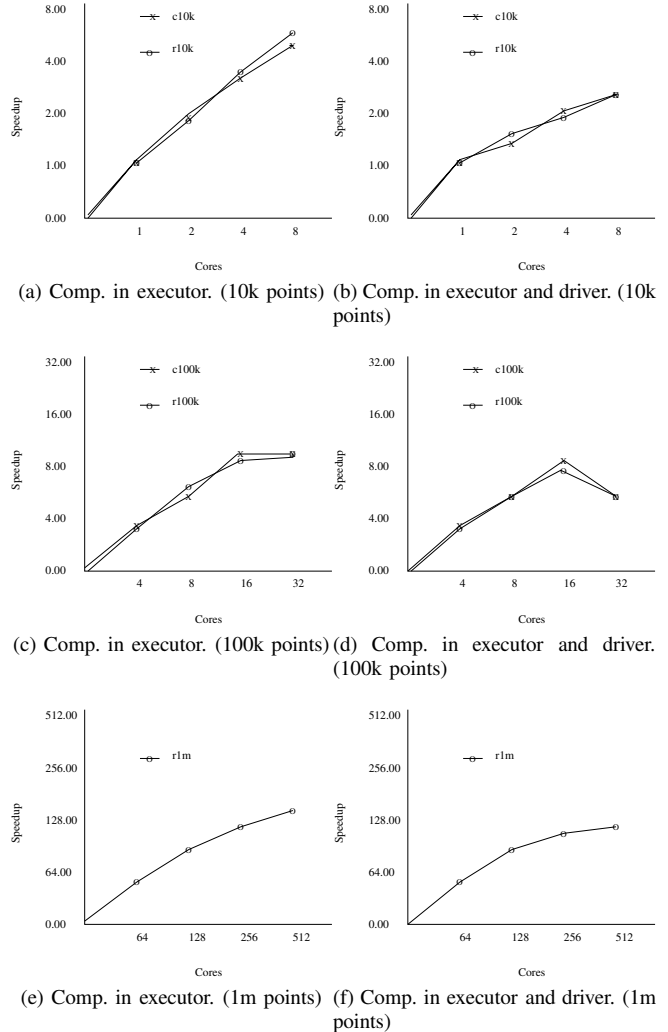 8.00
4.00
2.00
1.00
0.00
Speedup
c10k
r10k
1 2 4 8
Cores
(a) Comp. in executor. (10k points)
8.00
4.00
2.00
1.00
0.00
Speedup
c10k
r10k
1 2 4 8
Cores
(b) Comp. in executor and driver. (10k
points)
32.00
16.00
8.00
4.00
0.00
Speedup
c100k
r100k
4 8 16 32
Cores
(c) Comp. in executor. (100k points)
32.00
16.00
8.00
4.00
0.00
Speedup
c100k
r100k
4 8 16 32
Cores
(d) Comp. in executor and driver.
(100k points)
512.00
256.00
128.00
64.00
0.00
Speedup
r1m
64 128 256 512
Cores
(e) Comp. in executor. (1m points)
512.00
256.00
128.00
64.00
0.00
Speedup
r1m
64 128 256 512
Cores
(f) Comp. in executor and driver. (1m
points)